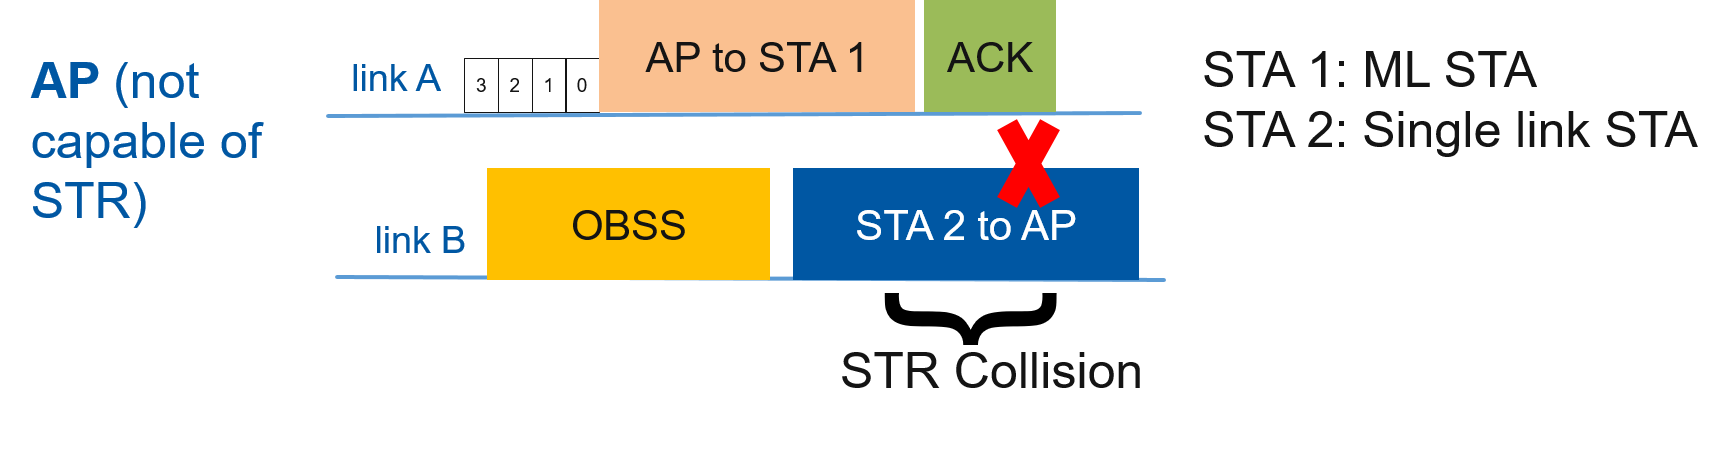 AP (not
capable of
STR)
link A
3 2 1 0
AP to STA 1
ACK
STA 1: ML STA
STA 2: Single link STA
link B
OBSS
STA 2 to AP
STR Collision